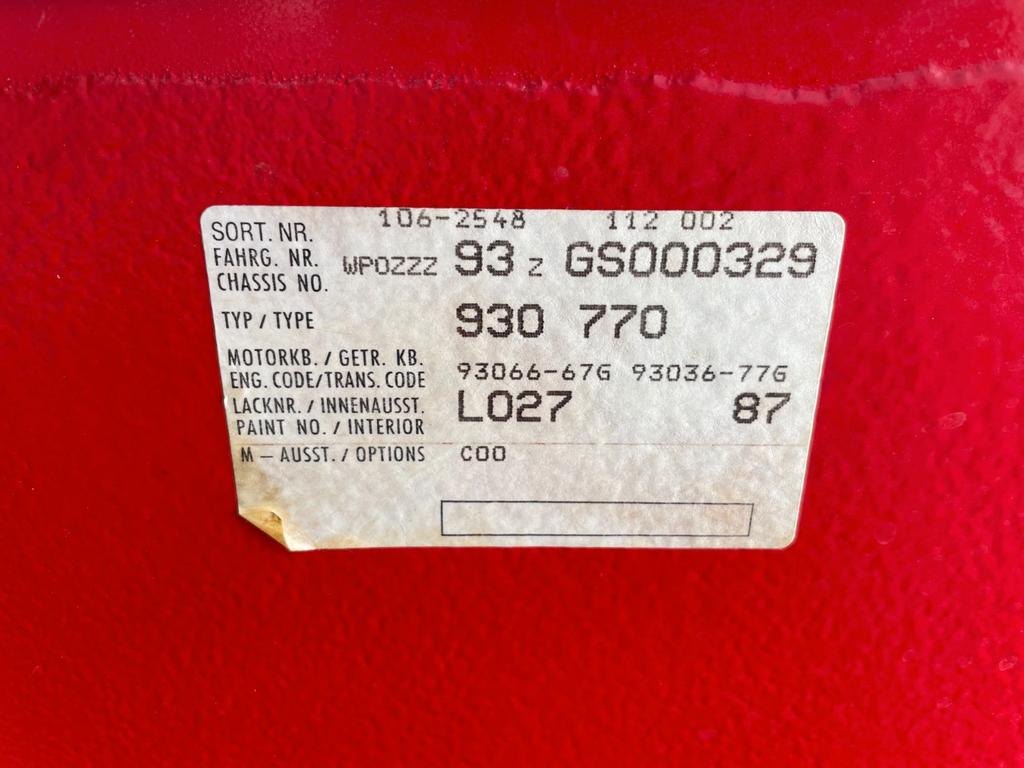 SORT. NR. 106-2548 112 002
FAHRG. NR. WP0ZZZ 93 Z GS000329
CHASSIS NO.
TYP / TYPE 930 770
MOTORKB. / GETR. KB. 93066-67G 93036-77G
ENG. CODE/TRANS. CODE
LACKNR. / INNENAUSST. L027 87
PAINT NO. / INTERIOR
M – AUSST. / OPTIONS C00